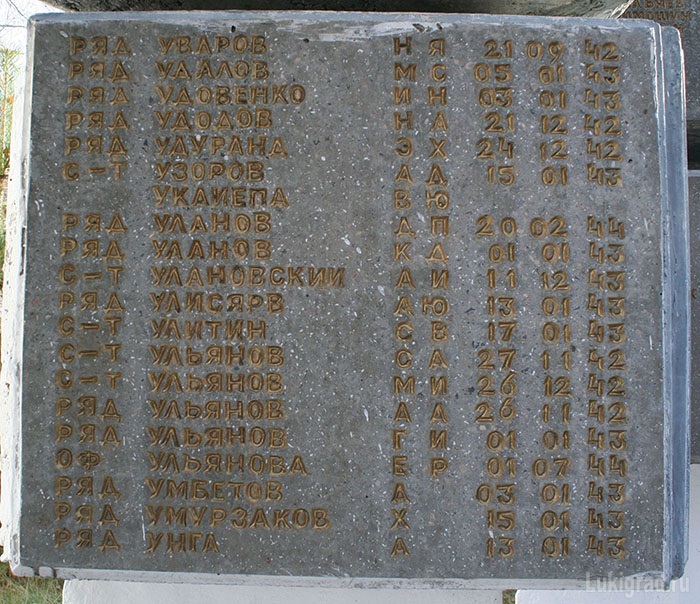 РЯД УВАРОВ Н Я 21 09 42
РЯД УДАЛОВ М С 05 01 43
РЯД УДОВЕНКО И Н 03 01 43
РЯД УДОДОВ Н А 21 12 42
РЯД УДУРАНД Э Х 24 12 42
С-Т УЗОРОВ А Д 15 01 43
УКАИЕПА В Ю
РЯД УЛАНОВ Д П 20 02 44
РЯД УЛАНОВ К Д 01 01 43
С-Т УЛАНОВСКИИ А И 11 12 43
РЯД УЛИСЯРВ А Ю 13 01 43
С-Т УЛИТИН С В 17 01 43
С-Т УЛЬЯНОВ С А 27 11 42
С-Т УЛЬЯНОВ М И 26 12 42
РЯД УЛЬЯНОВ А А 26 11 42
РЯД УЛЬЯНОВ Г И 01 01 43
ОФ УЛЬЯНОВА Е Р 01 07 44
РЯД УМБЕТОВ А 03 01 43
РЯД УМУРЗАКОВ Х 15 01 43
РЯД УНГА А 13 01 43
Lukigrad.ru